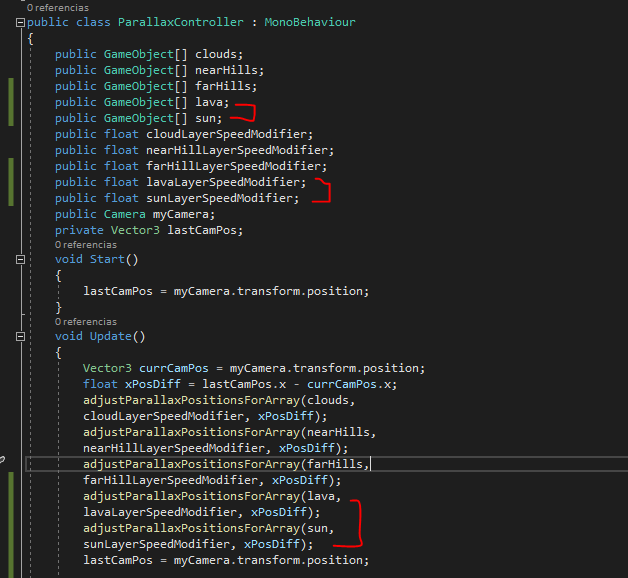 0 referencias
public class ParallaxController : MonoBehaviour
{
public GameObject[] clouds;
public GameObject[] nearHills;
public GameObject[] farHills;
public GameObject[] lava;
public GameObject[] sun;
public float cloudLayerSpeedModifier;
public float nearHillLayerSpeedModifier;
public float farHillLayerSpeedModifier;
public float lavaLayerSpeedModifier;
public float sunLayerSpeedModifier;
public Camera myCamera;
private Vector3 lastCamPos;
0 referencias
void Start()
{
lastCamPos = myCamera.transform.position;
}
0 referencias
void Update()
{
Vector3 currCamPos = myCamera.transform.position;
float xPosDiff = lastCamPos.x - currCamPos.x;
adjustParallaxPositionsForArray(clouds,
cloudLayerSpeedModifier, xPosDiff);
adjustParallaxPositionsForArray(nearHills,
nearHillLayerSpeedModifier, xPosDiff);
adjustParallaxPositionsForArray(farHills,
farHillLayerSpeedModifier, xPosDiff);
adjustParallaxPositionsForArray(lava,
lavaLayerSpeedModifier, xPosDiff);
adjustParallaxPositionsForArray(sun,
sunLayerSpeedModifier, xPosDiff);
lastCamPos = myCamera.transform.position;